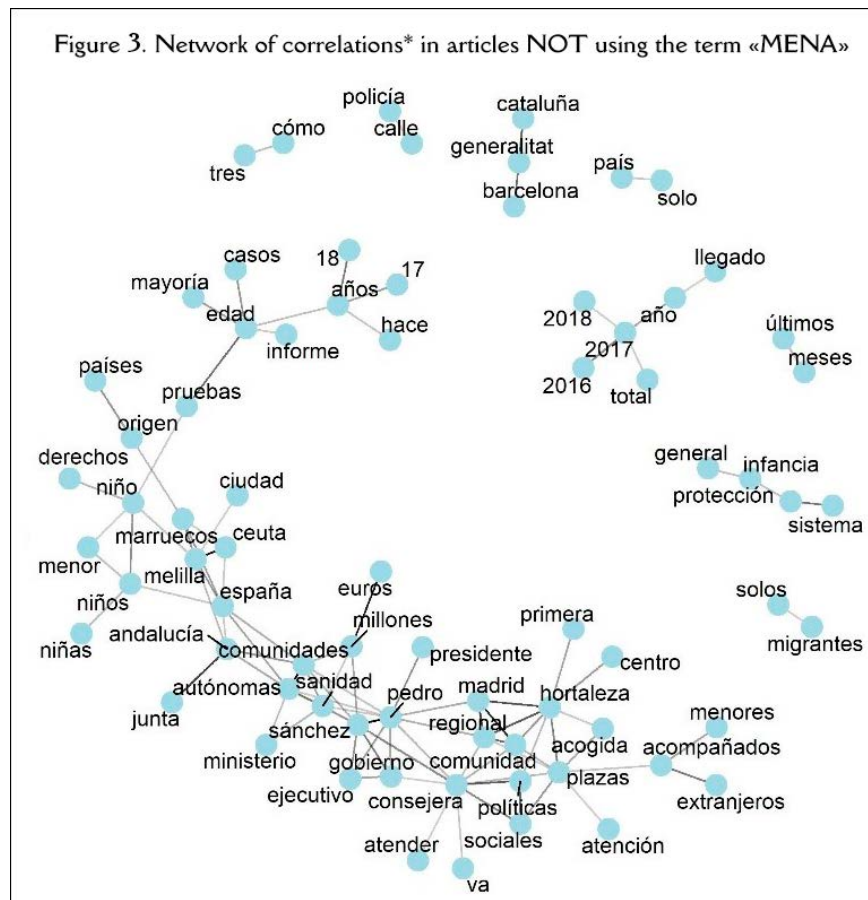 Figure 3. Network of correlations* in articles NOT using the term «MENA»
policía
cataluña
cómo
calle
generalitat
tres
país
barcelona
solo
casos
18
17
llegado
mayoría
años
edad
2018
año
últimos
hace
informe
2017
países
meses
2016
total
pruebas
origen
derechos
general
infancia
ciudad
niño
protección
marruecos
ceuta
sistema
menor
melilla
españa
euros
solos
niños
primera
millones
andalucía
migrantes
niñas
comunidades
presidente
centro
sanidad
madrid
autónomas
pedro
hortaleza
menores
junta
sánchez
regional
acogida
acompañados
ministerio
gobierno
comunidad
plazas
ejecutivo
consejera
extranjeros
políticas
sociales
atención
atender
va